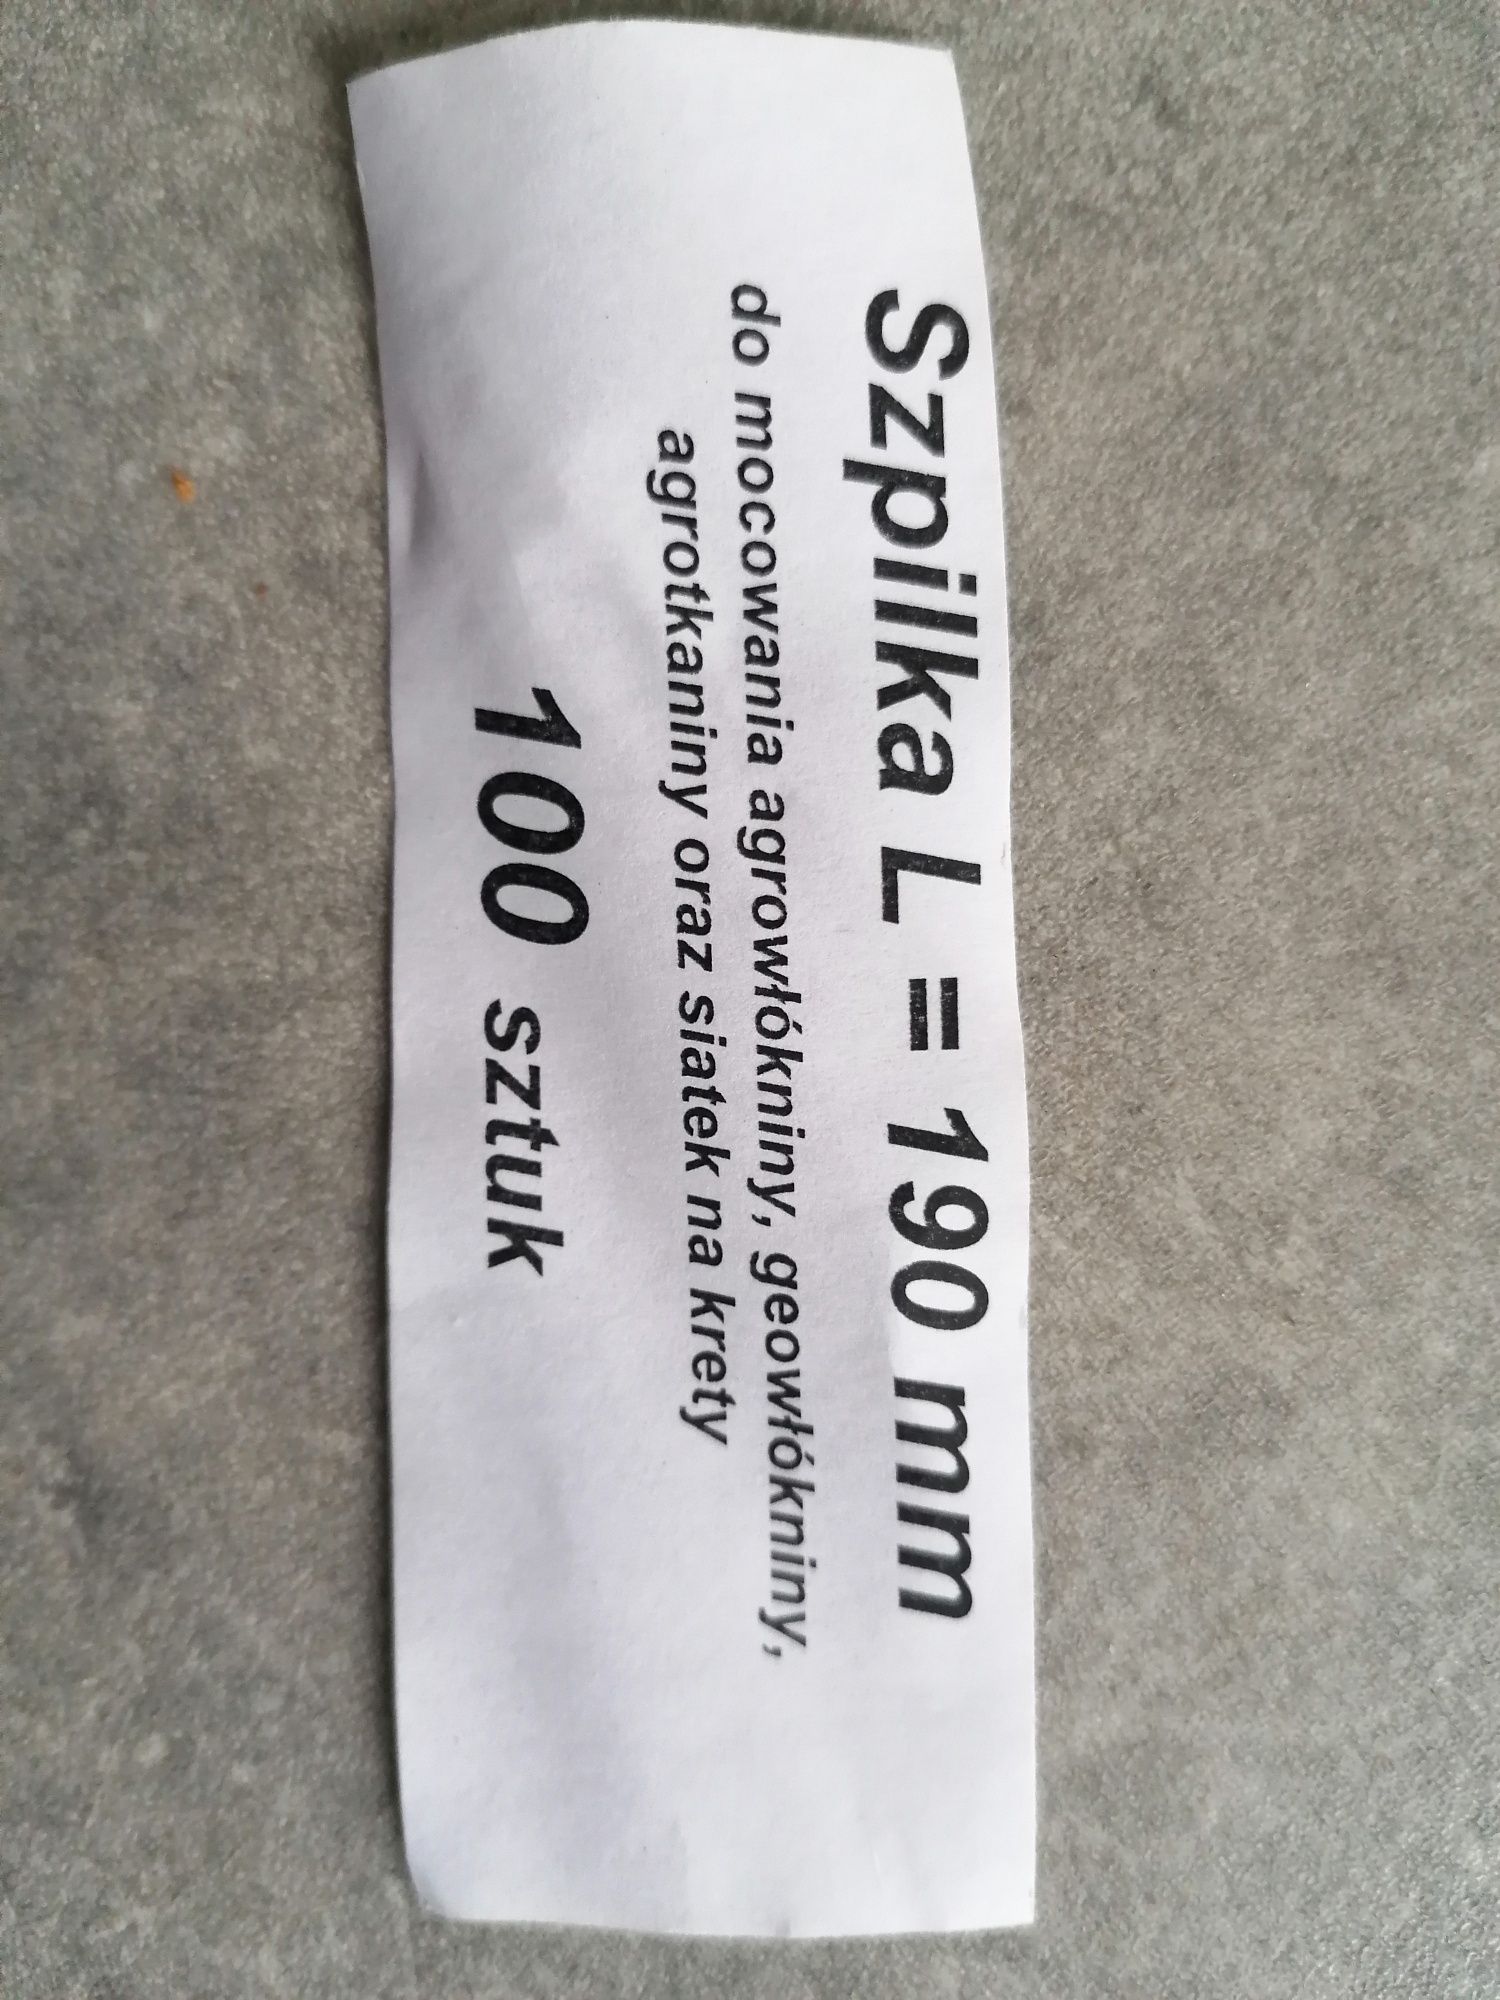 Szpilka L = 190 mm
do mocowania agrowłókniny, geowłókniny,
agrotkaniny oraz siatek na krety
100 sztuk